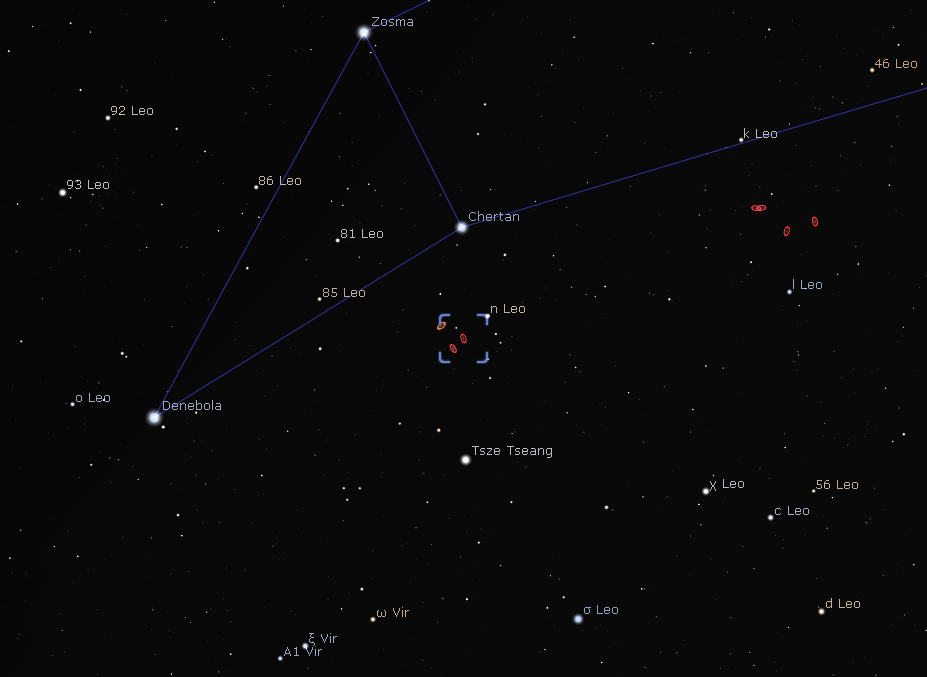 Zosma
46 Leo
92 Leo
k Leo
86 Leo
93 Leo
Chertan
81 Leo
l Leo
85 Leo
n Leo
o Leo
Denebola
Tsze Tseang
χ Leo
56 Leo
c Leo
d Leo
σ Leo
ω Vir
ξ Vir
A1 Vir